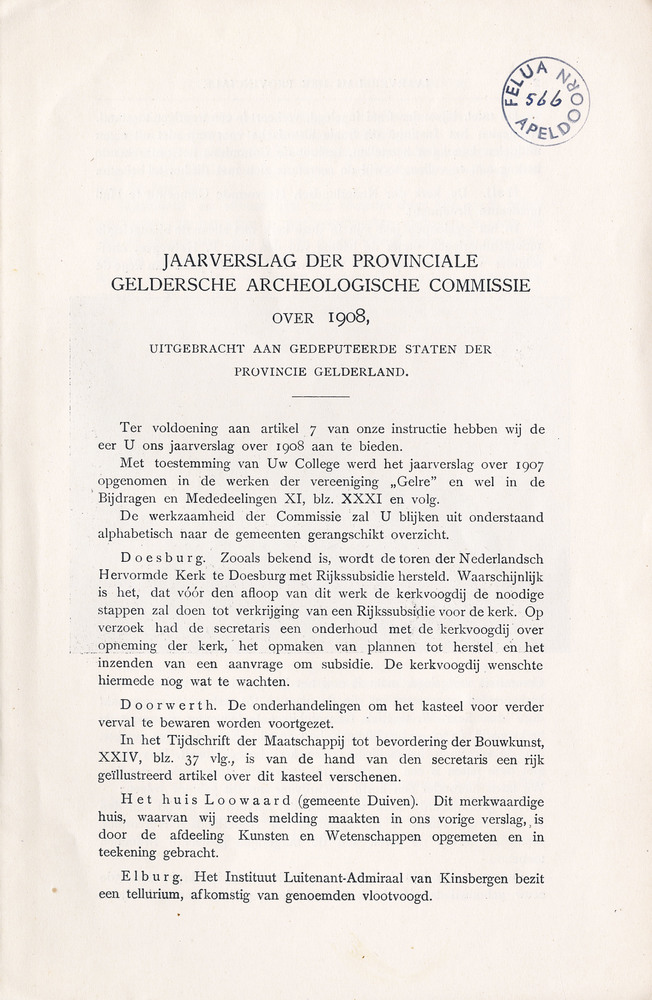 FELUA APELDOORN
566
JAARVERSLAG DER PROVINCIALE
GELDERSCHE ARCHEOLOGISCHE COMMISSIE
OVER 1908,
UITGEBRACHT AAN GEDEPUTEERDE STATEN DER
PROVINCIE GELDERLAND.
Ter voldoening aan artikel 7 van onze instructie hebben wij de
eer U ons jaarverslag over 1908 aan te bieden.
Met toestemming van Uw College werd het jaarverslag over 1907
opgenomen in de werken der vereeniging „Gelre” en wel in de
Bijdragen en Mededeelingen XI, blz. XXXI en volg.
De werkzaamheid der Commissie zal U blijken uit onderstaand
alphabetisch naar de gemeenten gerangschikt overzicht.
Doesburg. Zooals bekend is, wordt de toren der Nederlandsch
Hervormde Kerk te Doesburg met Rijkssubsidie hersteld. Waarschijnlijk
is het, dat vóór den afloop van dit werk de kerkvoogdij de noodige
stappen zal doen tot verkrijging van een Rijkssubsidie voor de kerk. Op
verzoek had de secretaris een onderhoud met de kerkvoogdij over
opneming der kerk, het opmaken van plannen tot herstel en het
inzenden van een aanvrage om subsidie. De kerkvoogdij wenschte
hiermede nog wat te wachten.
Doorwerth. De onderhandelingen om het kasteel voor verder
verval te bewaren worden voortgezet.
In het Tijdschrift der Maatschappij tot bevordering der Bouwkunst,
XXIV, blz. 37 vlg., is van de hand van den secretaris een rijk
geïllustreerd artikel over dit kasteel verschenen.
Het huis Loowaard (gemeente Duiven). Dit merkwaardige
huis, waarvan wij reeds melding maakten in ons vorige verslag, is
door de afdeeling Kunsten en Wetenschappen opgemeten en in
teekening gebracht.
Elburg. Het Instituut Luitenant-Admiraal van Kinsbergen bezit
een tellurium, afkomstig van genoemden vlootvoogd.